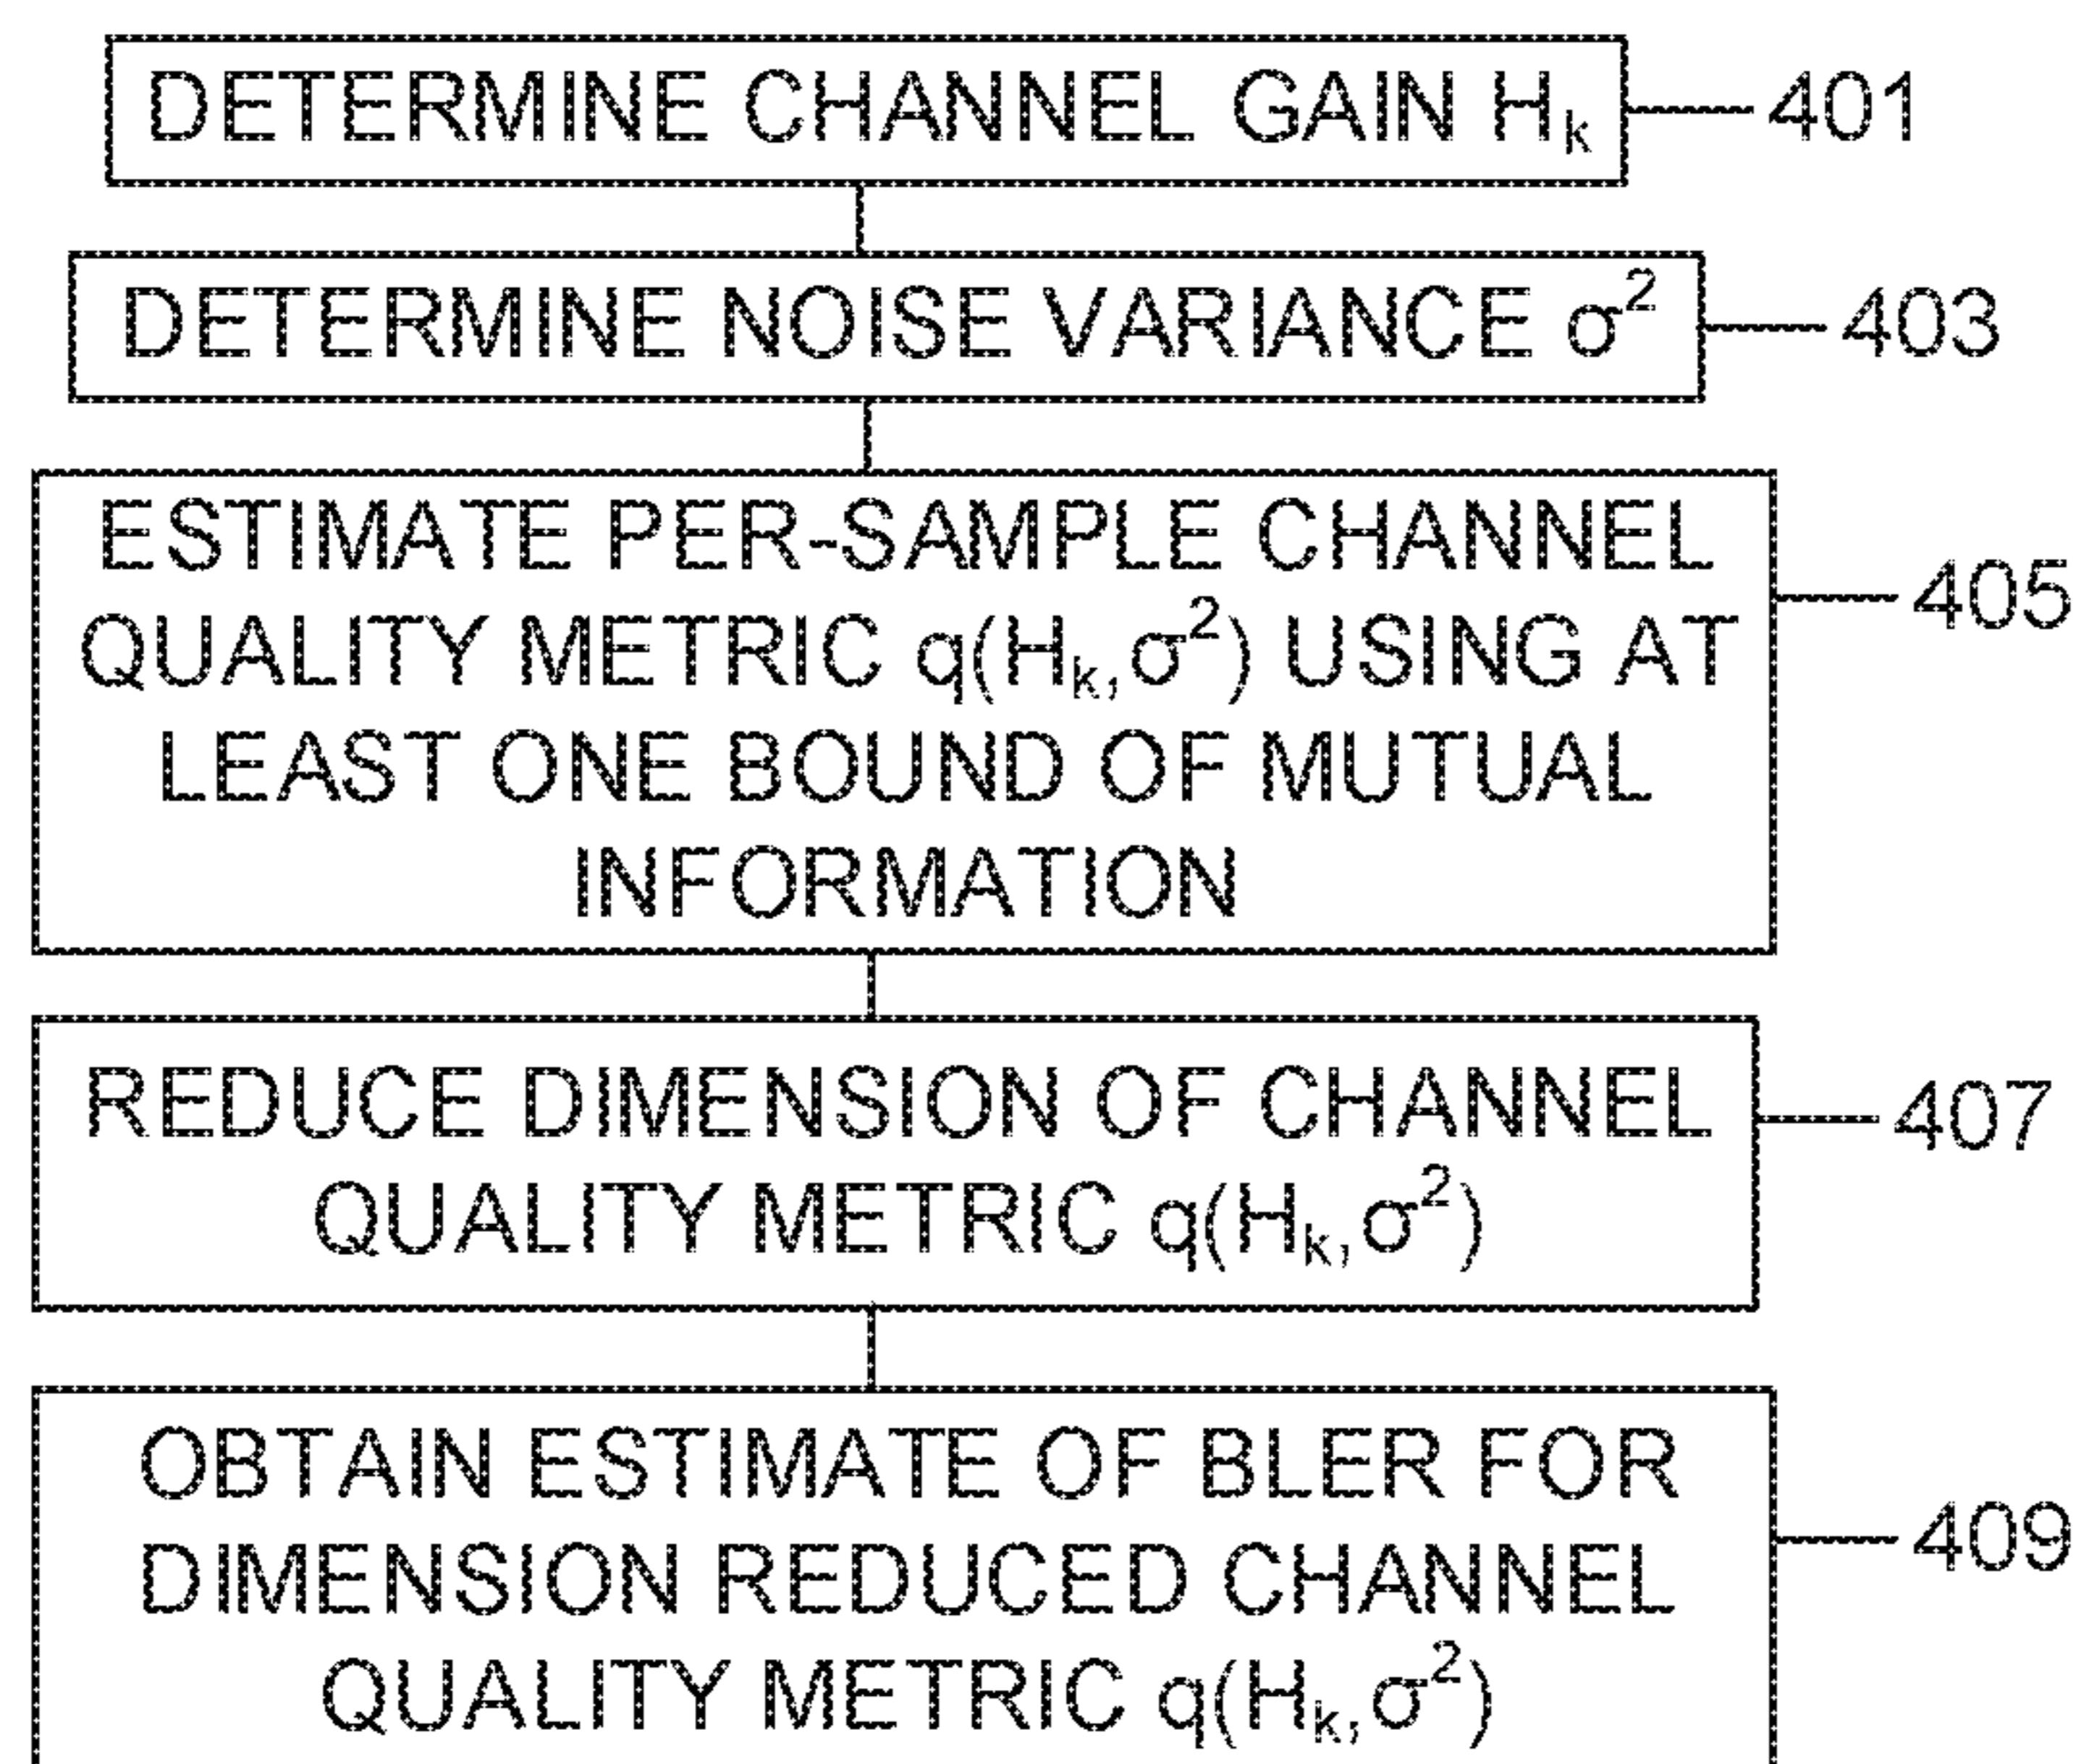 DETERMINE CHANNEL GAIN Hₖ
401
DETERMINE NOISE VARIANCE σ²
403
ESTIMATE PER-SAMPLE CHANNEL
QUALITY METRIC q(Hₖ,σ²) USING AT
LEAST ONE BOUND OF MUTUAL
INFORMATION
405
REDUCE DIMENSION OF CHANNEL
QUALITY METRIC q(Hₖ,σ²)
407
OBTAIN ESTIMATE OF BLER FOR
DIMENSION REDUCED CHANNEL
QUALITY METRIC q(Hₖ,σ²)
409